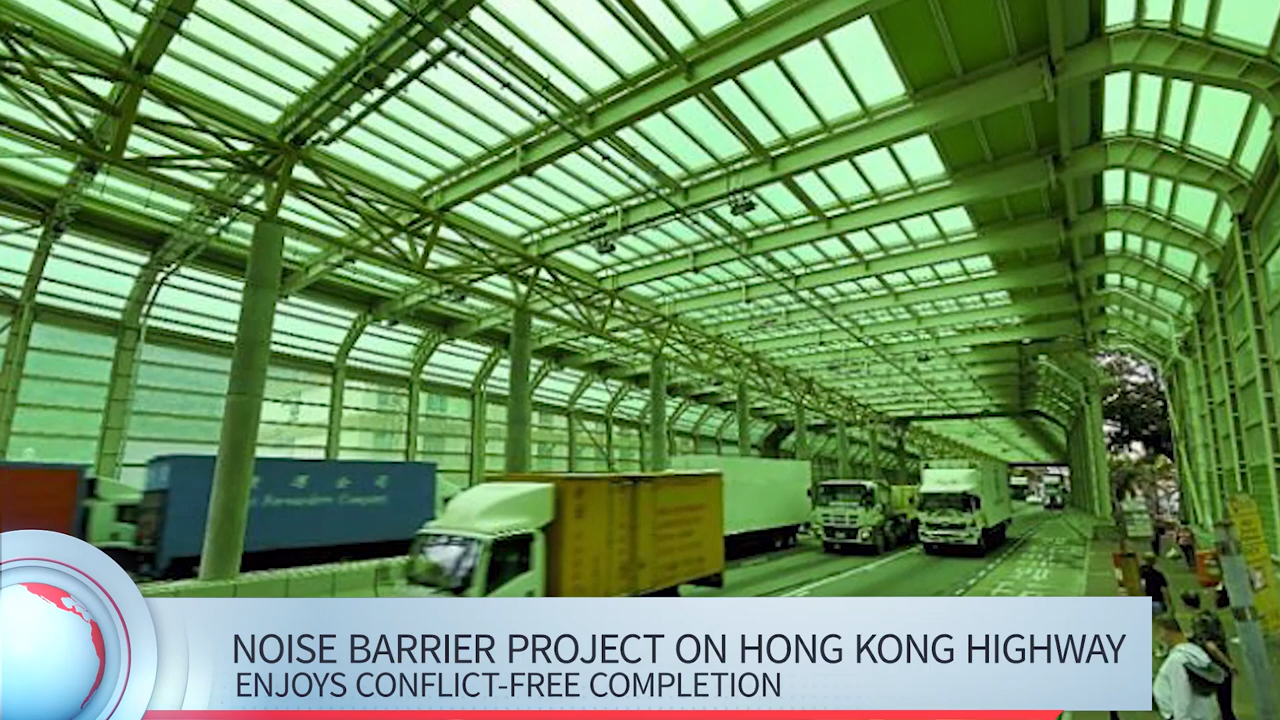 NOISE BARRIER PROJECT ON HONG KONG HIGHWAY
ENJOYS CONFLICT-FREE COMPLETION